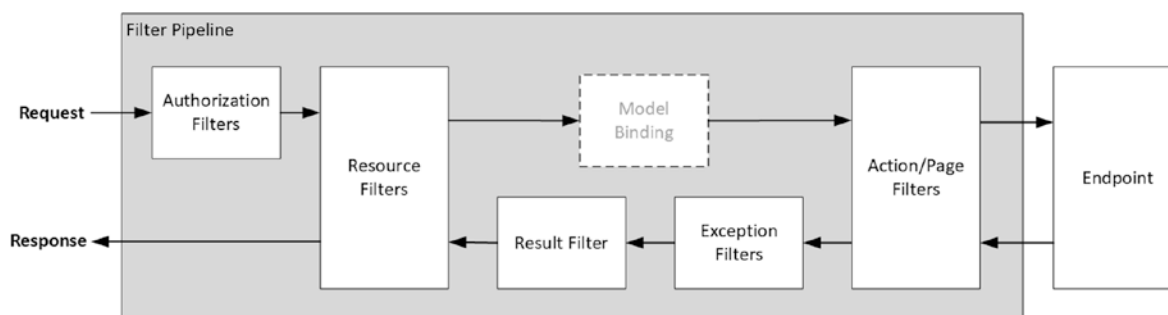 Filter Pipeline
Request
Authorization
Filters
Resource
Filters
Model
Binding
Action/Page
Filters
Endpoint
Response
Result Filter
Exception
Filters